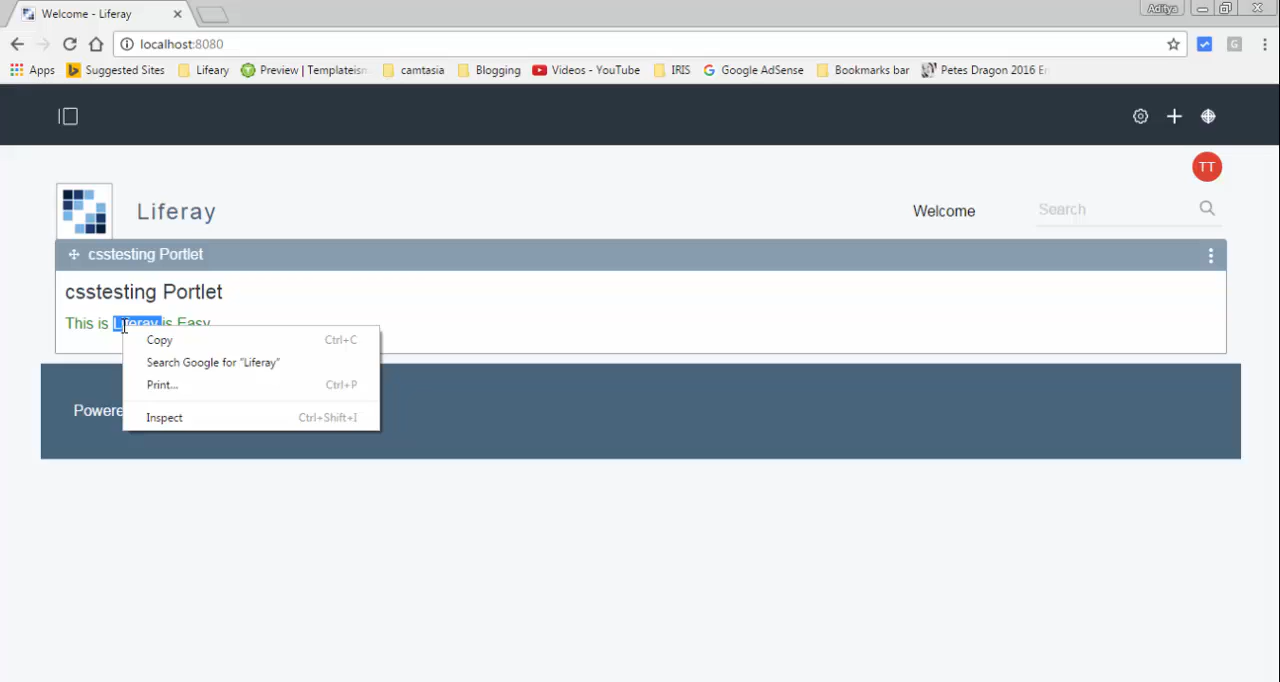 Welcome - Liferay
Aditya
localhost:8080
G
Apps Suggested Sites Lifeary Preview | Templateism camtasia Blogging Videos - YouTube IRIS Google AdSense Bookmarks bar Petes Dragon 2016 E
TT
Liferay Welcome Search
csstesting Portlet
csstesting Portlet
This is Liferay is Easy
Copy Ctrl+C
Search Google for "Liferay"
Print... Ctrl+P
Inspect Ctrl+Shift+I
Powere